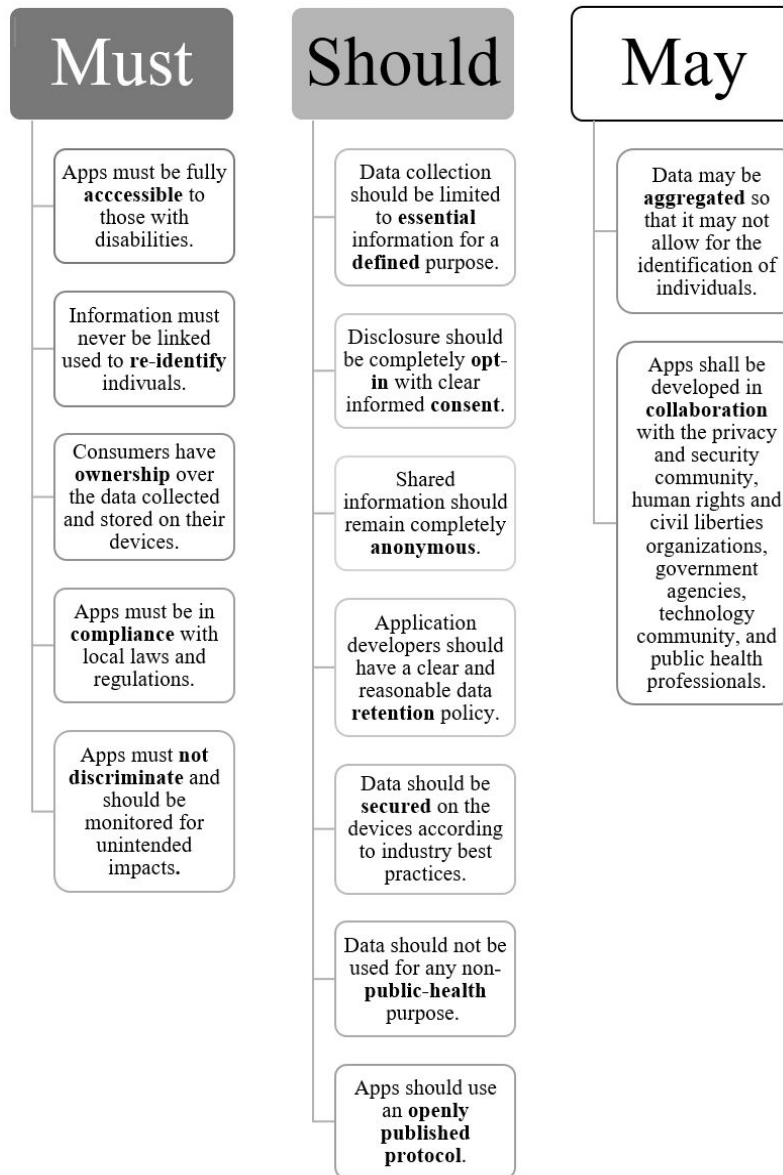 Must
Apps must be fully
acccessible to
those with
disabilities.
Information must
never be linked
used to re-identify
indivuals.
Consumers have
ownership over
the data collected
and stored on their
devices.
Apps must be in
compliance with
local laws and
regulations.
Apps must not
discriminate and
should be
monitored for
unintended
impacts.
Should
Data collection
should be limited
to essential
information for a
defined purpose.
Disclosure should
be completely opt-
in with clear
informed consent.
Shared
information should
remain completely
anonymous.
Application
developers should
have a clear and
reasonable data
retention policy.
Data should be
secured on the
devices according
to industry best
practices.
Data should not be
used for any non-
public-health
purpose.
Apps should use
an openly
published
protocol.
May
Data may be
aggregated so
that it may not
allow for the
identification of
individuals.
Apps shall be
developed in
collaboration
with the privacy
and security
community,
human rights and
civil liberties
organizations,
government
agencies,
technology
community, and
public health
professionals.